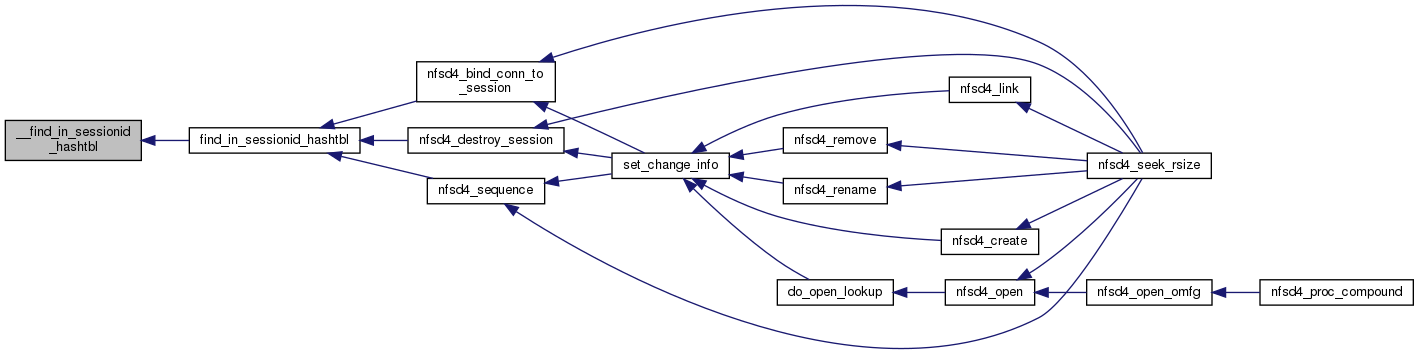 __find_in_sessionid
_hashtbl
find_in_sessionid_hashtbl
nfsd4_bind_conn_to
_session
nfsd4_destroy_session
nfsd4_sequence
set_change_info
nfsd4_link
nfsd4_remove
nfsd4_rename
nfsd4_create
do_open_lookup
nfsd4_open
nfsd4_seek_rsize
nfsd4_open_omfg
nfsd4_proc_compound